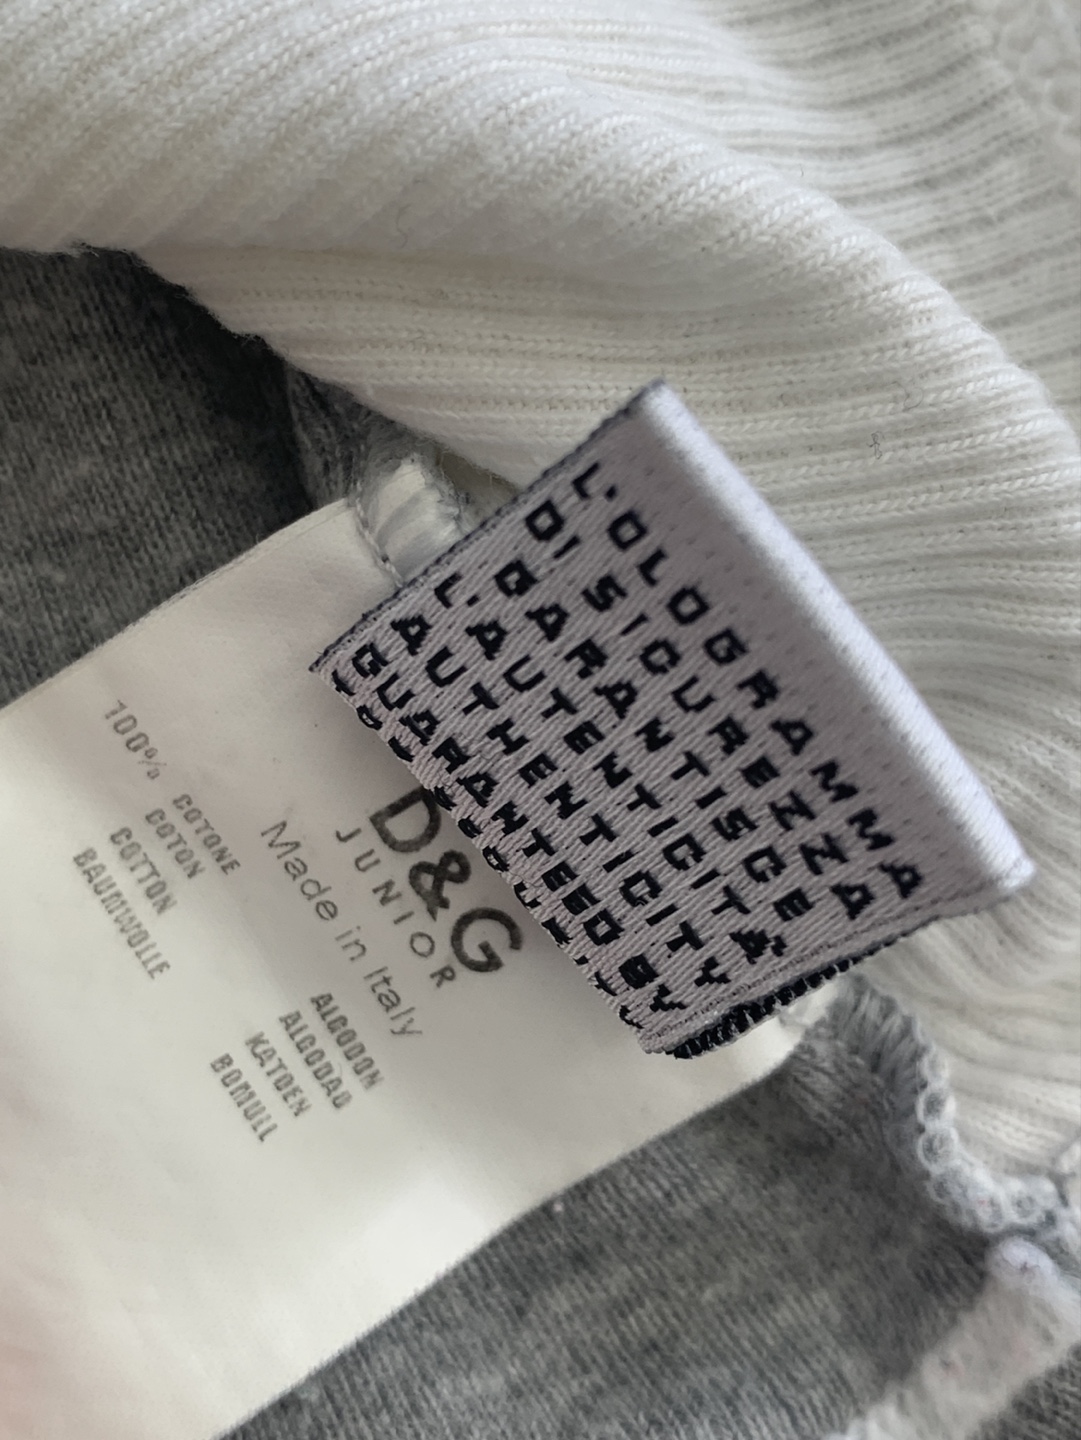 L'OLOGRAMMA
DI SICUREZZA
GARANTISCE
L'AUTENTICITÀ
AUTHENTICITY
GUARANTEED BY
D&G
JUNIOR
Made in Italy
100% COTONE
COTON
COTTON
BAUMWOLLE
ALGODON
ALGODAO
KATOEN
BOMULL